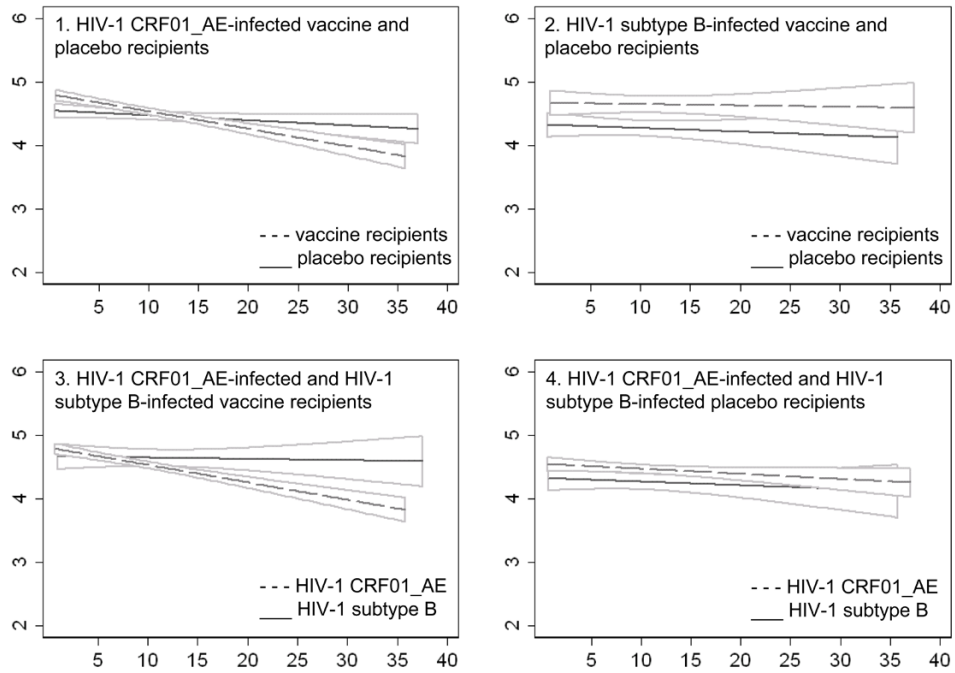 1. HIV-1 CRF01_AE-infected vaccine and
placebo recipients
6
5
4
3
2
vaccine recipients
placebo recipients
5 10 15 20 25 30 35 40
2. HIV-1 subtype B-infected vaccine and
placebo recipients
6
5
4
3
2
vaccine recipients
placebo recipients
5 10 15 20 25 30 35 40
3. HIV-1 CRF01_AE-infected and HIV-1
subtype B-infected vaccine recipients
6
5
4
3
2
HIV-1 CRF01_AE
HIV-1 subtype B
5 10 15 20 25 30 35 40
4. HIV-1 CRF01_AE-infected and HIV-1
subtype B-infected placebo recipients
6
5
4
3
2
HIV-1 CRF01_AE
HIV-1 subtype B
5 10 15 20 25 30 35 40